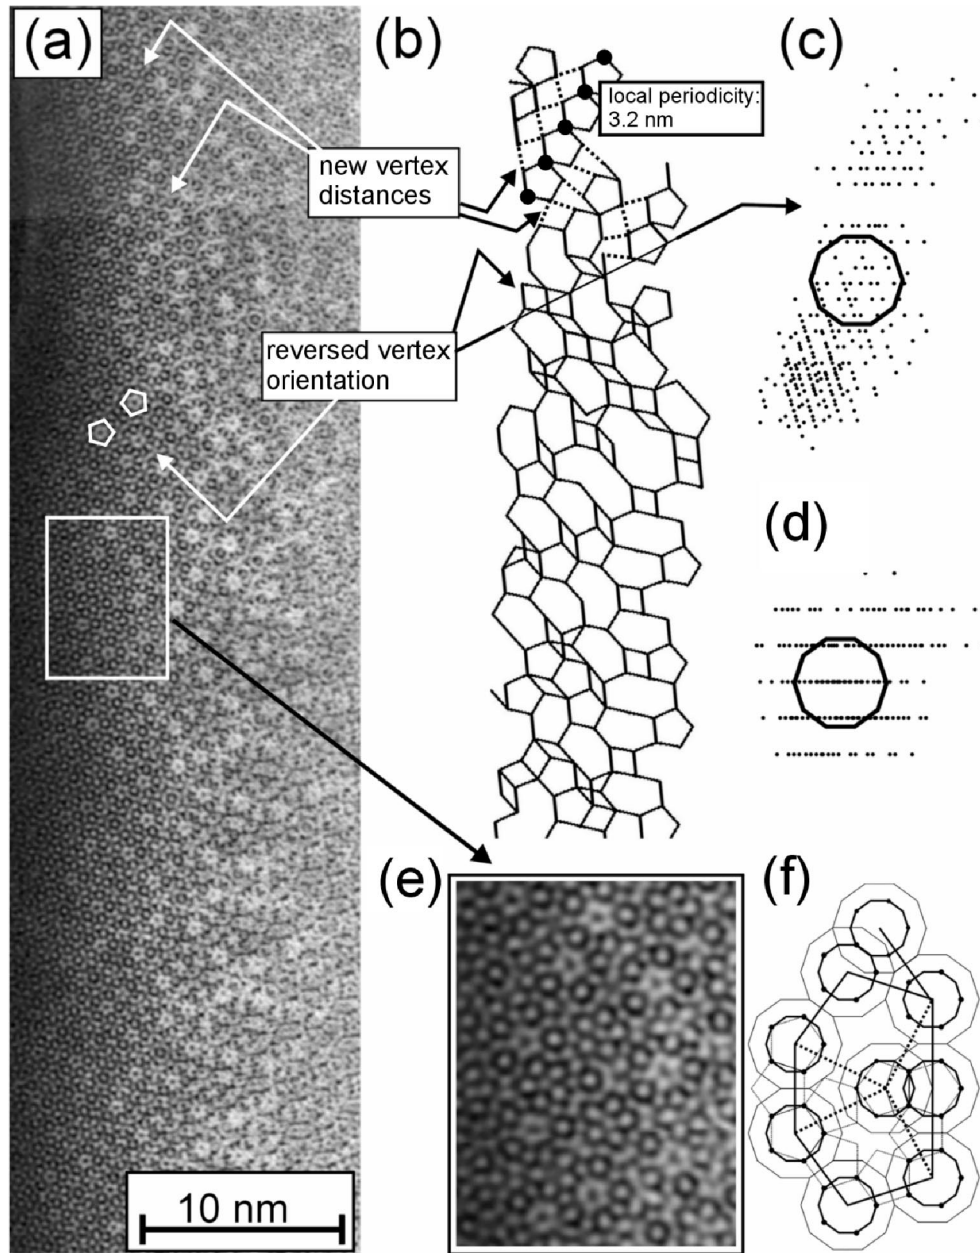 (a)
(b)
(c)
local periodicity:
3.2 nm
new vertex
distances
reversed vertex
orientation
(d)
(e)
(f)
10 nm